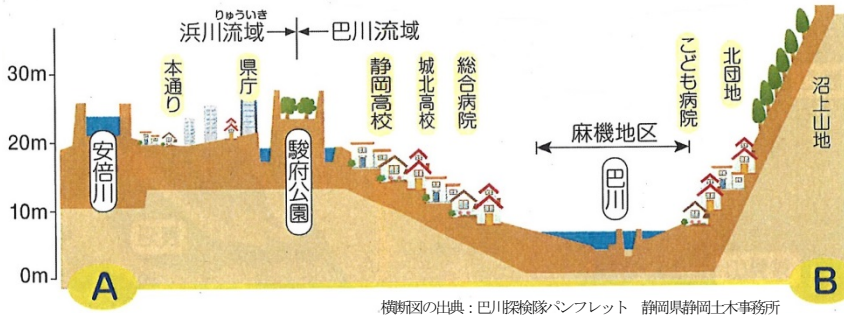 りゅういき
浜川流域 ← → 巴川流域
30m
20m
10m
0m
本通り
県庁
静岡高校
城北高校
総合病院
麻機地区
こども病院
北団地
沼上山地
安倍川
駿府公園
巴川
A
B
横断図の出典：巴川探検隊パンフレット 静岡県静岡土木事務所